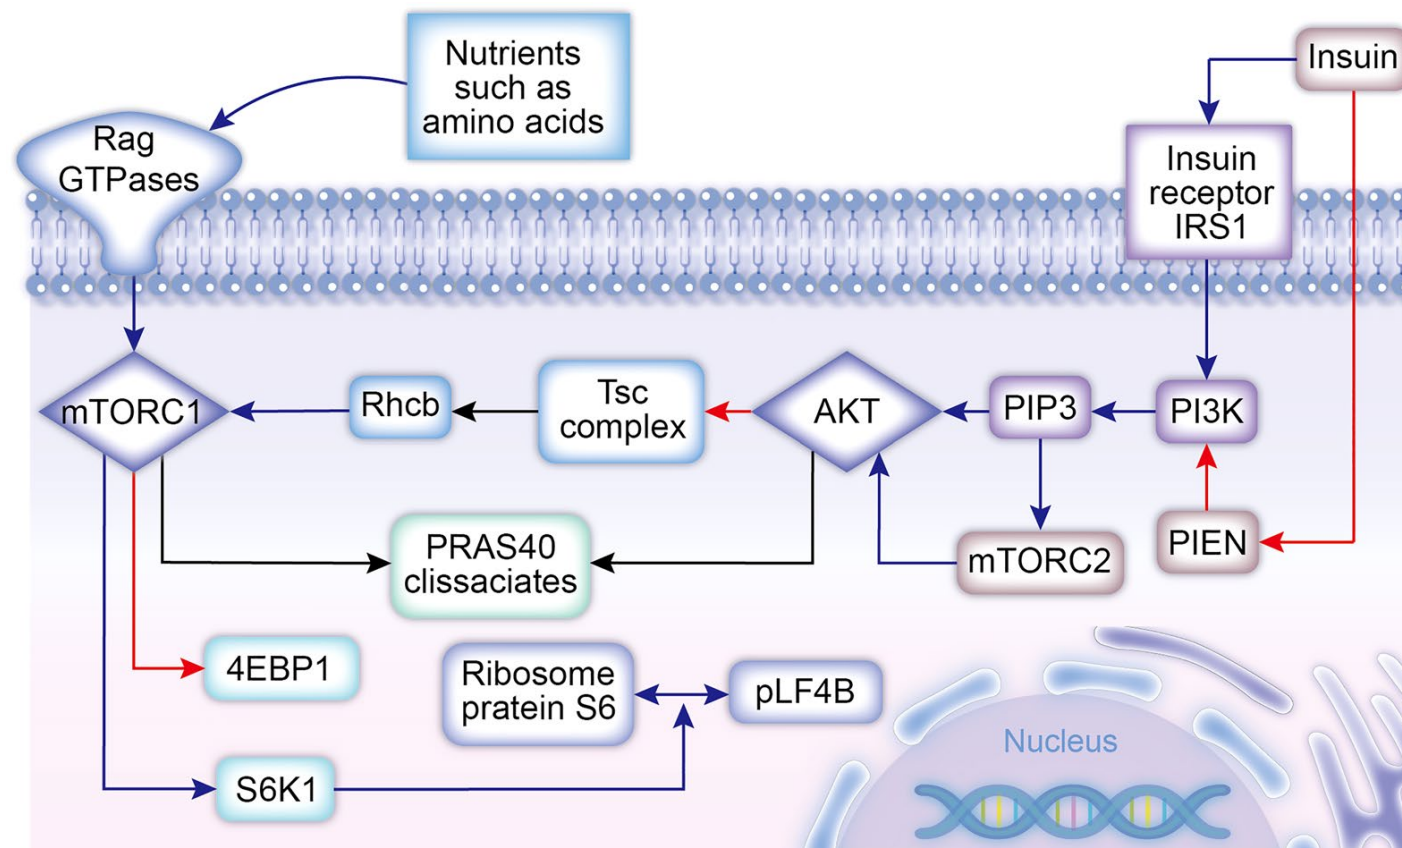 Nutrients
such as
amino acids
Insuin
Rag
GTPases
Insuin
receptor
IRS1
mTORC1
Rhcb
Tsc
complex
AKT
PIP3
PI3K
PRAS40
clissaciates
mTORC2
PIEN
4EBP1
Ribosome
pratein S6
pLF4B
Nucleus
S6K1